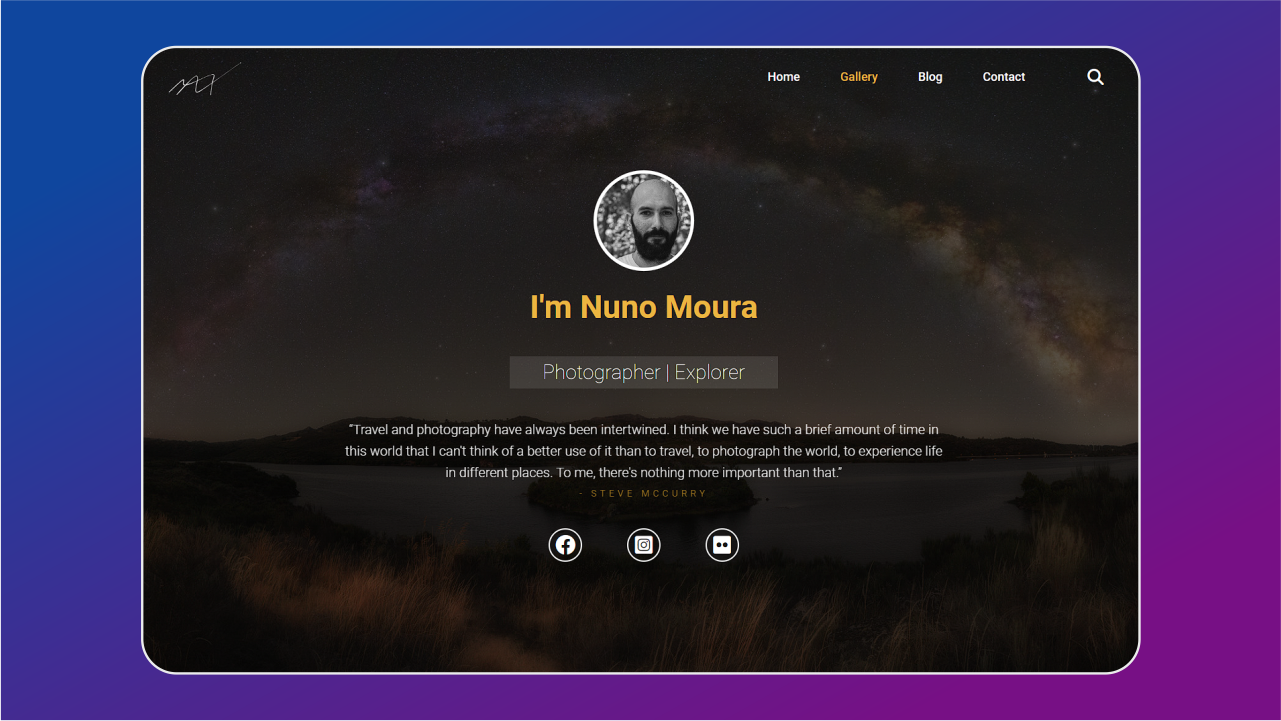 Home Gallery Blog Contact
I'm Nuno Moura
Photographer | Explorer
"Travel and photography have always been intertwined. I think we have such a brief amount of time in
this world that I can't think of a better use of it than to travel, to photograph the world, to experience life
in different places. To me, there's nothing more important than that."
- STEVE MCCURRY